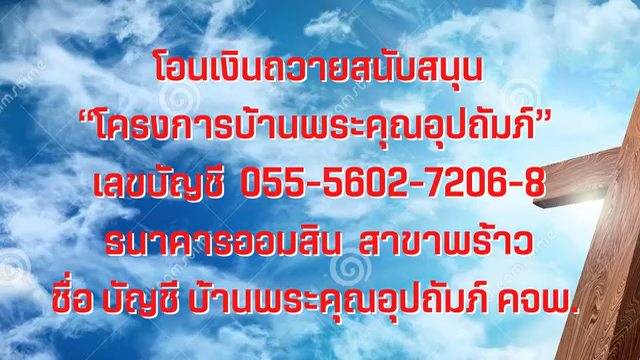 โอนเงินถวายสนับสนุน
“โครงการบ้านพระคุณอุปถัมภ์”
เลขบัญชี 055-5602-7206-8
ธนาคารออมสิน สาขาพร้าว
ชื่อ บัญชี บ้านพระคุณอุปถัมภ์ คจพ.